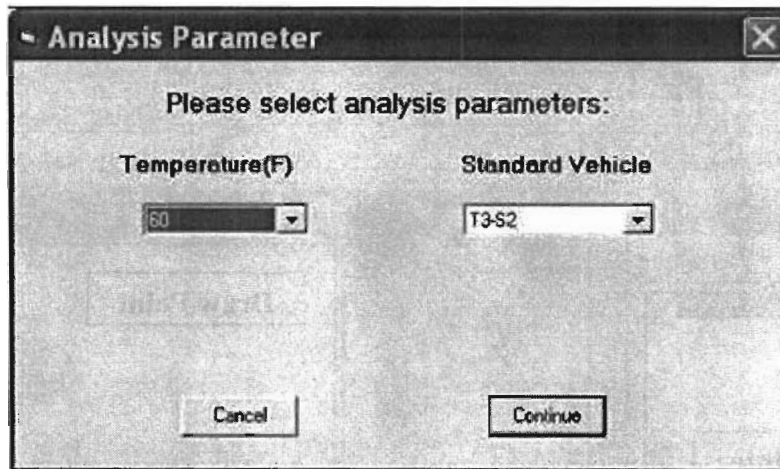 Analysis Parameter
Please select analysis parameters:
Temperature(F) Standard Vehicle
60 T3-S2
Cancel Continue